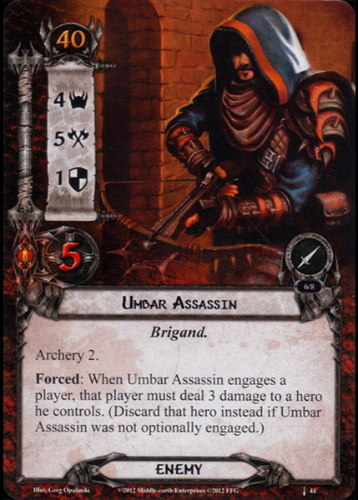 40
4
5
1
5
6/8
UMBAR ASSASSIN
Brigand.
Archery 2.
Forced: When Umbar Assassin engages a
player, that player must deal 3 damage to a hero
he controls. (Discard that hero instead if Umbar
Assassin was not optionally engaged.)
ENEMY
Illus. Greg Opalinski ©2012 Middle-earth Enterprises ©2012 FFG 44